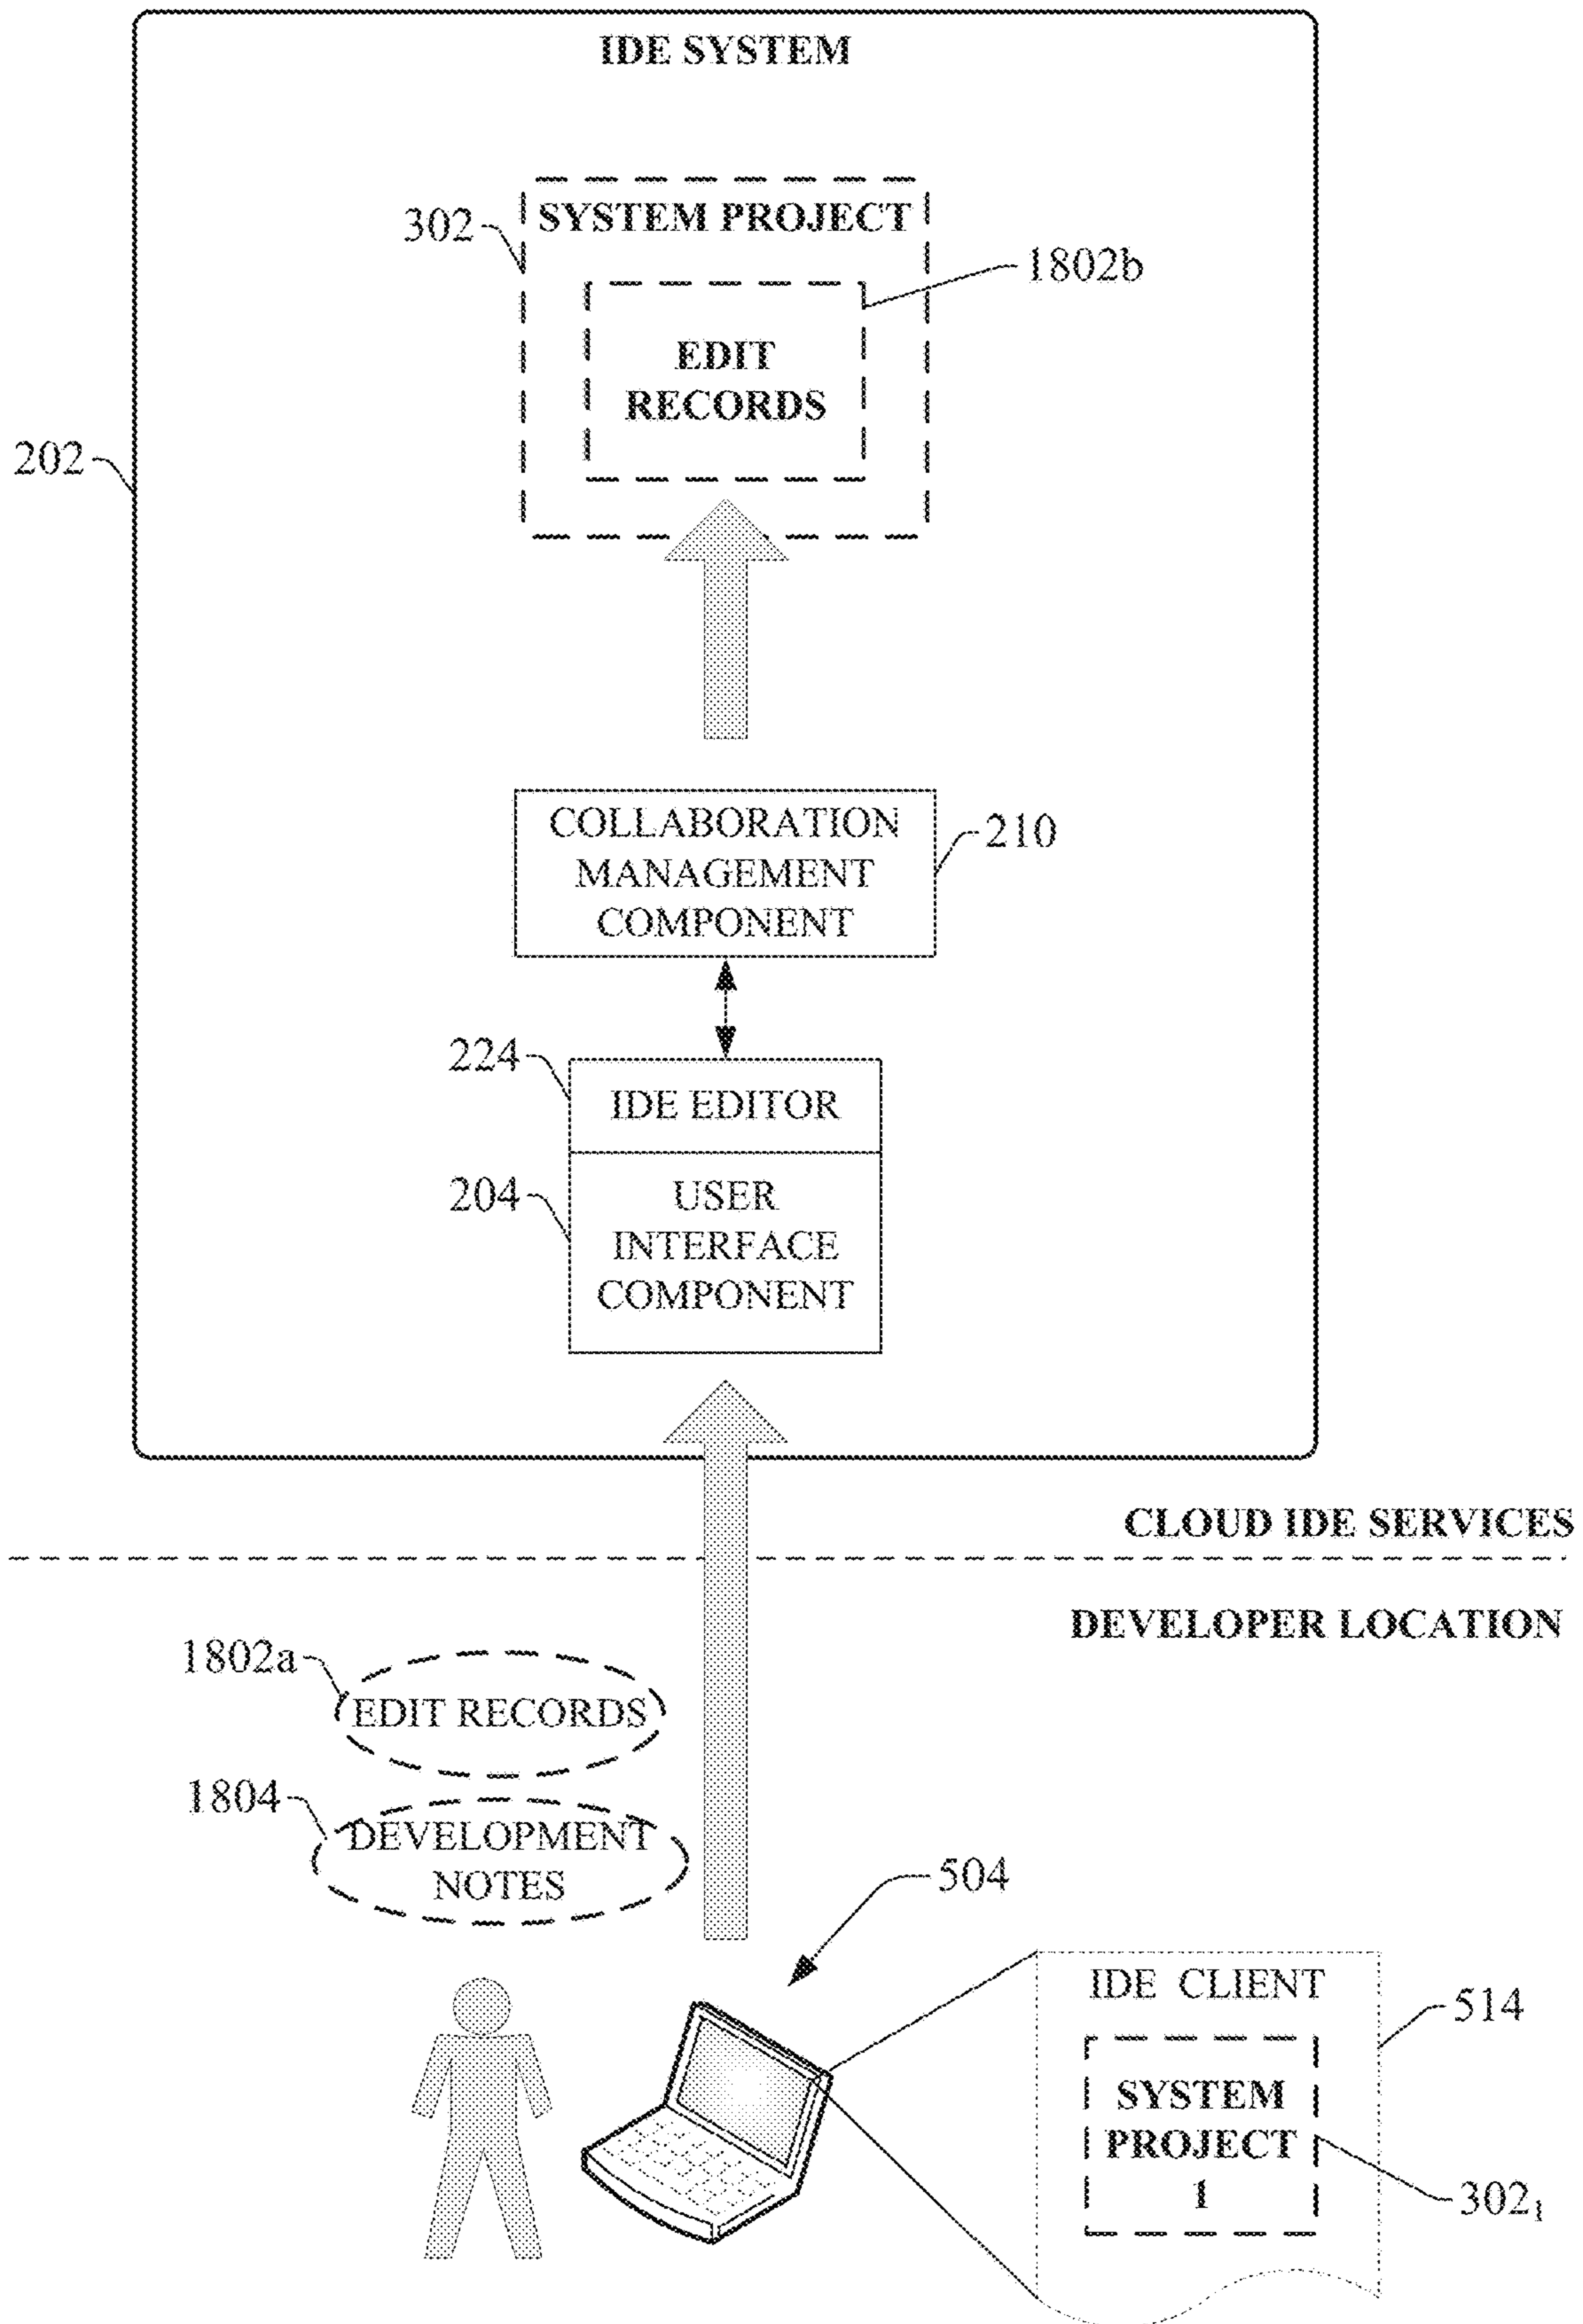 IDE SYSTEM
302
SYSTEM PROJECT
1802b
EDIT
RECORDS
202
COLLABORATION
MANAGEMENT
COMPONENT
210
224
IDE EDITOR
204
USER
INTERFACE
COMPONENT
CLOUD IDE SERVICES
DEVELOPER LOCATION
1802a
EDIT RECORDS
1804
DEVELOPMENT
NOTES
504
IDE CLIENT
514
SYSTEM
PROJECT
1
302₁